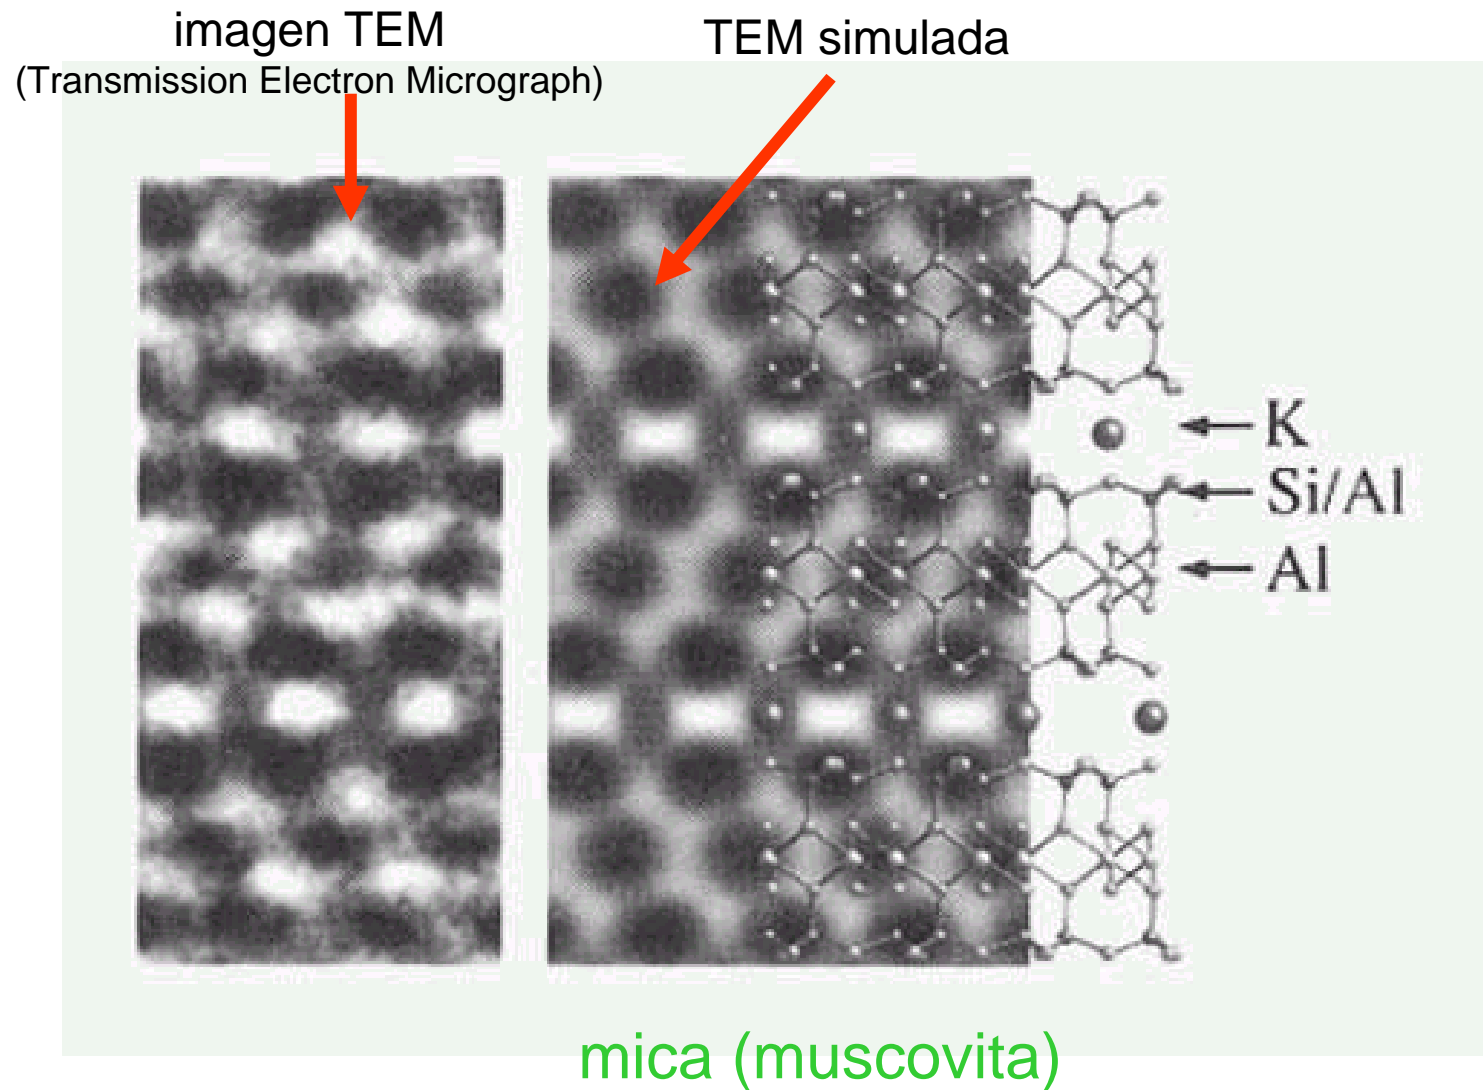 imagen TEM
(Transmission Electron Micrograph)
TEM simulada
K
Si/Al
Al
mica (muscovita)